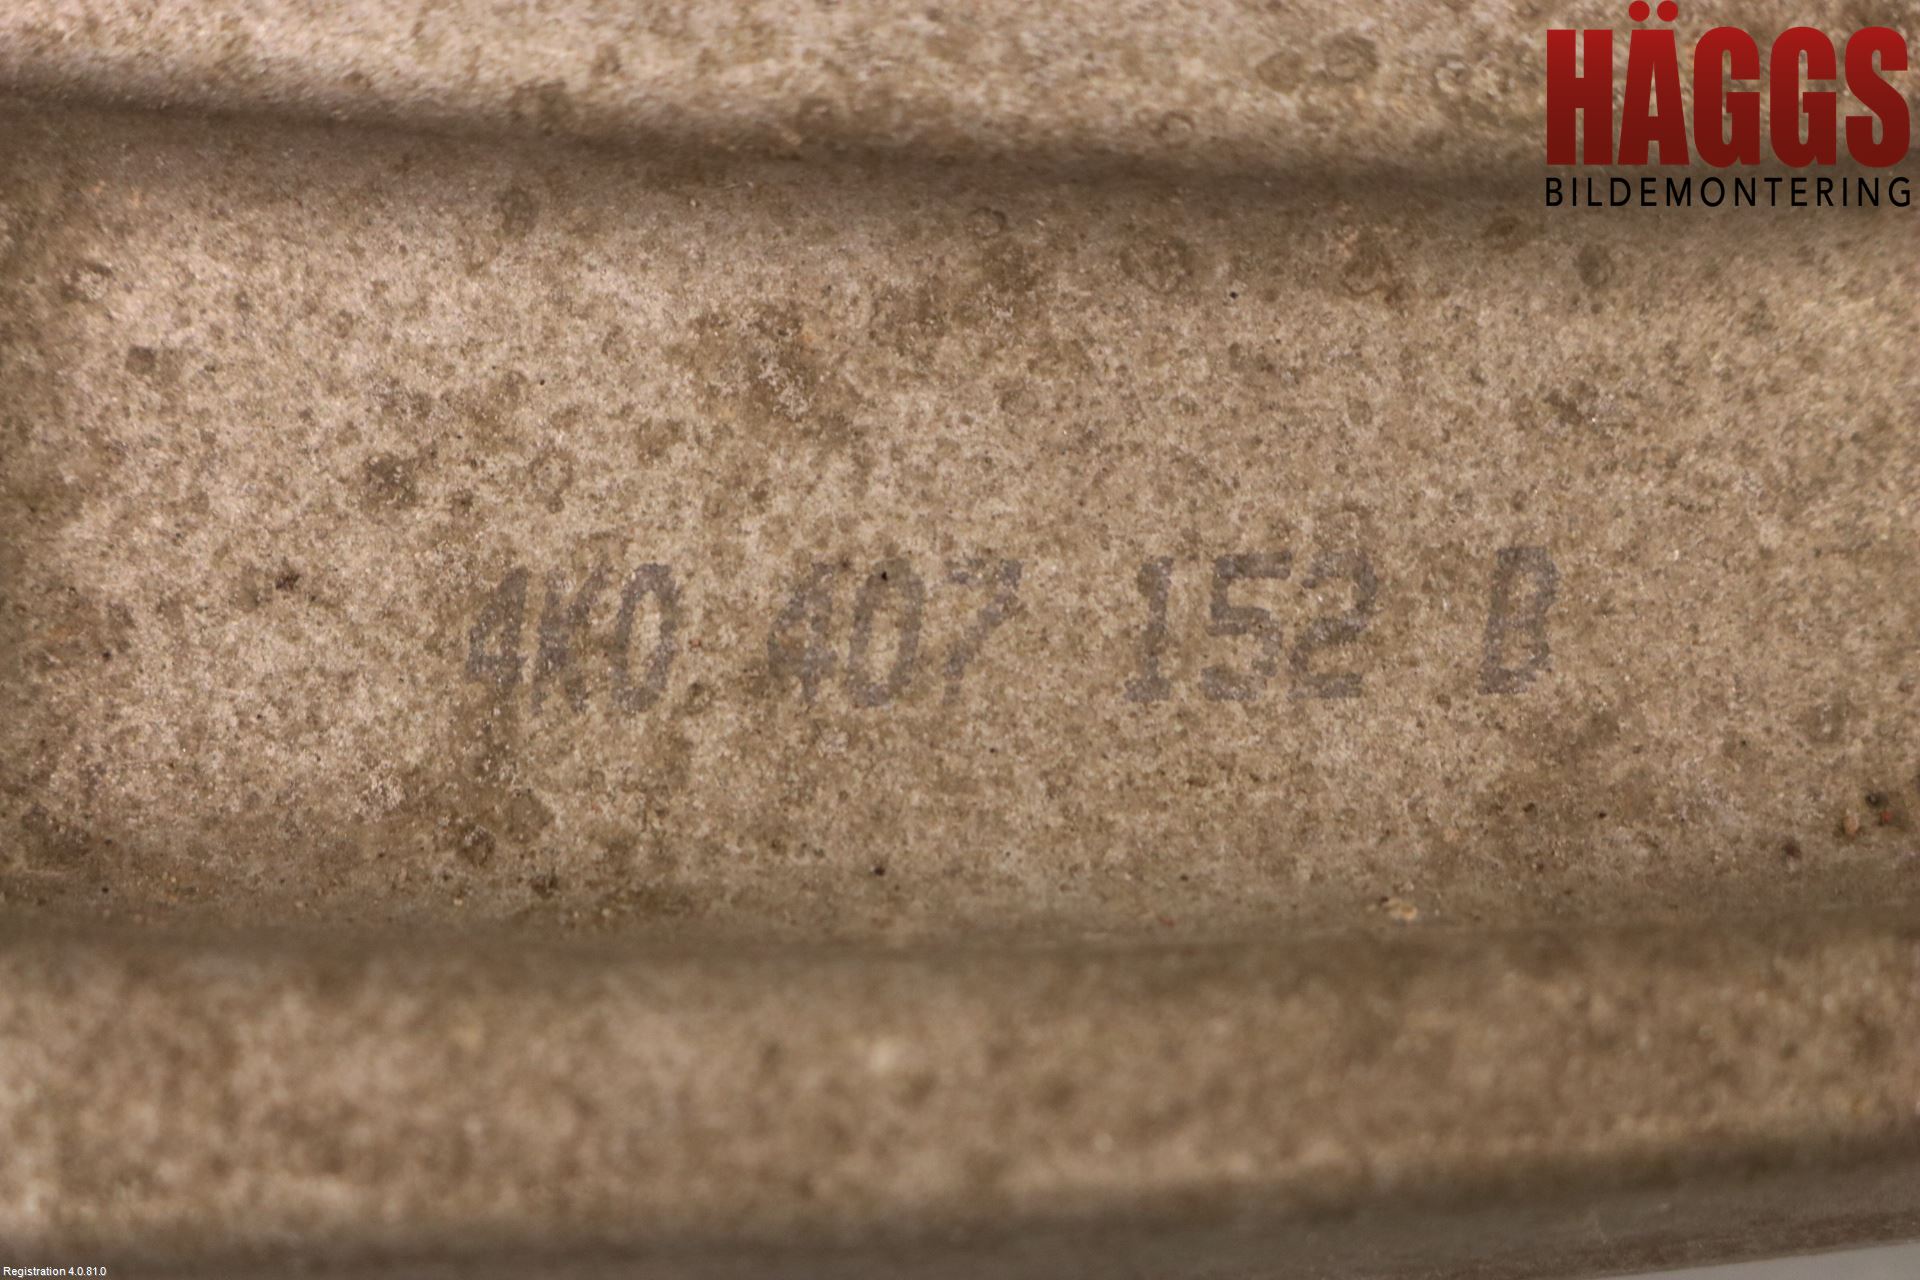 HÄGGS
BILDEMONTERING
4K0 407 152 B
Registration 4.0.81.0